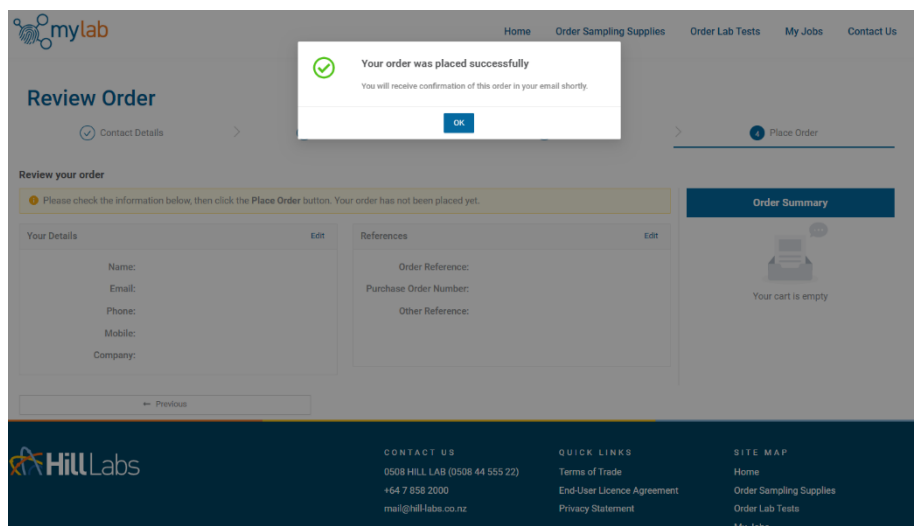 mylab
Home Order Sampling Supplies Order Lab Tests My Jobs Contact Us
Your order was placed successfully
You will receive confirmation of this order in your email shortly.
OK
Review Order
Contact Details
4 Place Order
Review your order
Please check the information below, then click the Place Order button. Your order has not been placed yet.
Order Summary
Your cart is empty
Your Details Edit
Name:
Email:
Phone:
Mobile:
Company:
References Edit
Order Reference:
Purchase Order Number:
Other Reference:
← Previous
Hill Labs
CONTACT US
0508 HILL LAB (0508 44 555 22)
+64 7 858 2000
mail@hill-labs.co.nz
QUICK LINKS
Terms of Trade
End-User Licence Agreement
Privacy Statement
SITE MAP
Home
Order Sampling Supplies
Order Lab Tests
My Jobs